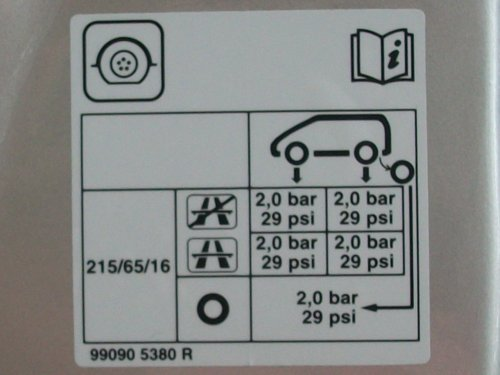 i
2,0 bar 2,0 bar
29 psi 29 psi
2,0 bar 2,0 bar
29 psi 29 psi
215/65/16
2,0 bar
29 psi
99090 5380 R